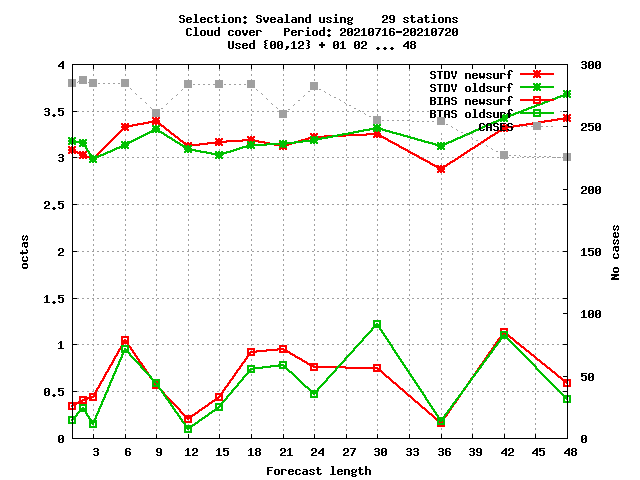 Selection: Svealand using    29 stations
Cloud cover   Period: 20210716-20210720
Used {00,12} + 01 02 ... 48
4
3.5
3
2.5
2
1.5
1
0.5
0
octas
300
250
200
150
100
50
0
No cases
STDV newsurf
STDV oldsurf
BIAS newsurf
BIAS oldsurf
CASES
3 6 9 12 15 18 21 24 27 30 33 36 39 42 45 48
Forecast length